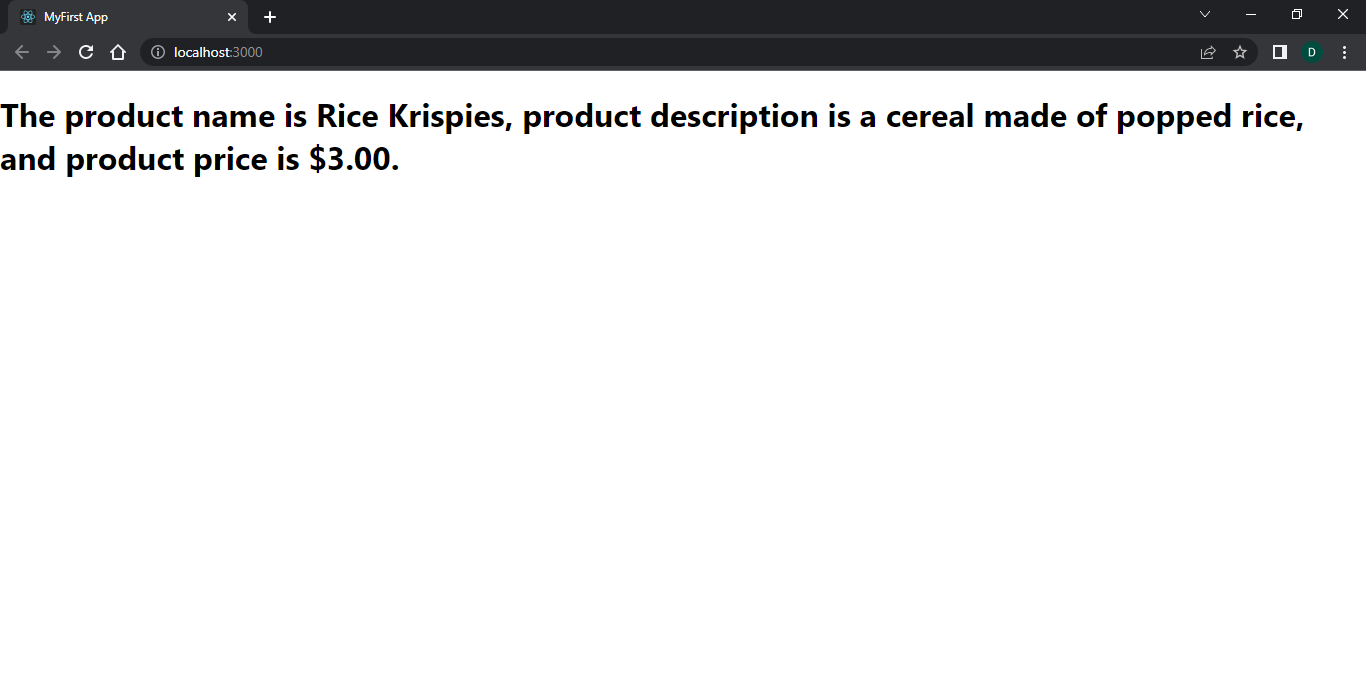 MyFirst App
localhost:3000
D
The product name is Rice Krispies, product description is a cereal made of popped rice,
and product price is $3.00.